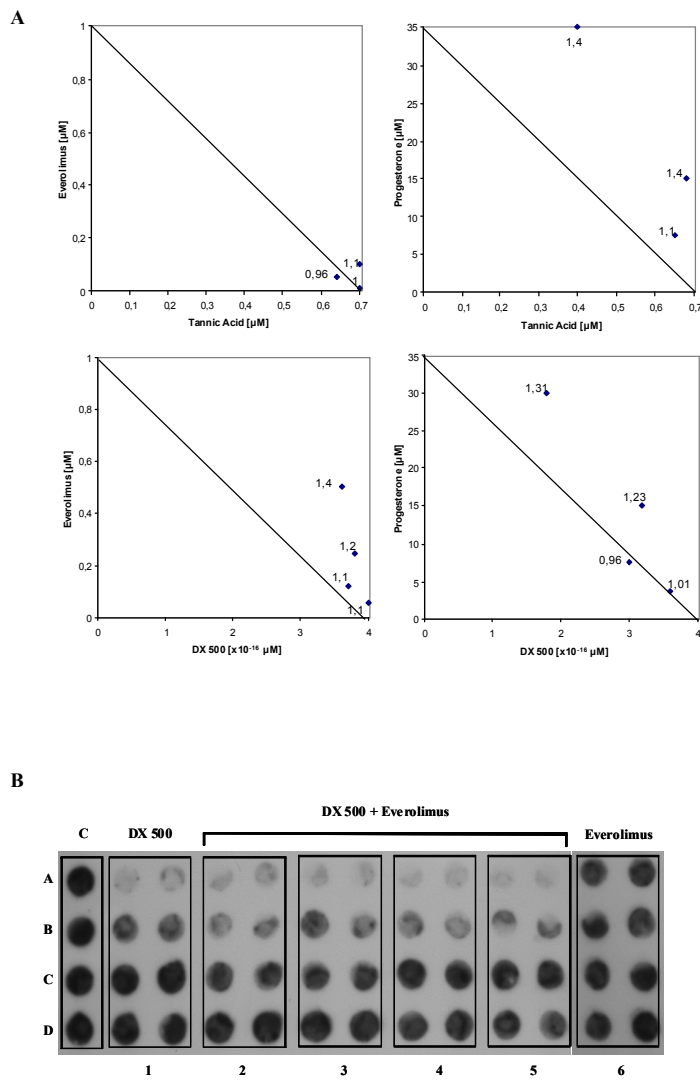 A
1
0,8
0,6
0,4
0,2
0
Everolimus [µM]
1,1
0,96
1
0 0,1 0,2 0,3 0,4 0,5 0,6 0,7
Tannic Acid [µM]
35
30
25
20
15
10
5
0
Progesterone [µM]
1,4
1,4
1,1
0 0,1 0,2 0,3 0,4 0,5 0,6 0,7
Tannic Acid [µM]
1
0,8
0,6
0,4
0,2
0
Everolimus [µM]
1,4
1,2
1,1
1,1
0 1 2 3 4
DX 500 [x10⁻¹⁶ µM]
35
30
25
20
15
10
5
0
Progesterone [µM]
1,31
1,23
0,96
1,01
0 1 2 3 4
DX 500 [x10⁻¹⁶ µM]
B
DX 500 + Everolimus
C DX 500 Everolimus
A
B
C
D
1 2 3 4 5 6